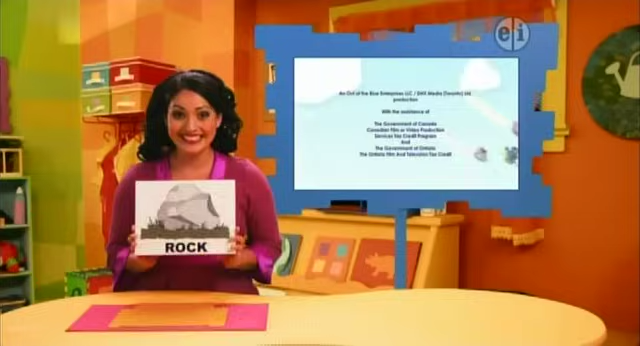 e/i
An Out of the Blue Enterprises LLC / DHX Media (Toronto) Ltd
production
With the assistance of
The Government of Canada
Canadian Film or Video Production
Services Tax Credit Program
And
The Government of Ontario
The Ontario Film And Television Tax Credit
ROCK